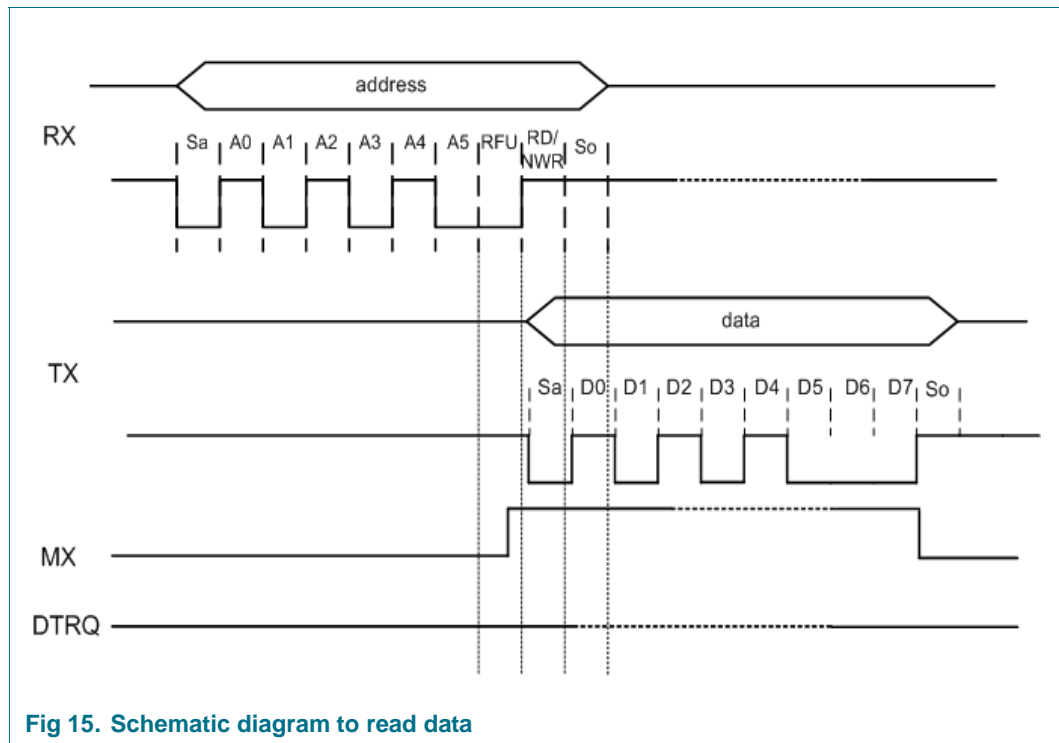 address
RX
Sa A0 A1 A2 A3 A4 A5 RFU RD/ NWR So
data
TX
Sa D0 D1 D2 D3 D4 D5 D6 D7 So
MX
DTRQ
Fig 15. Schematic diagram to read data